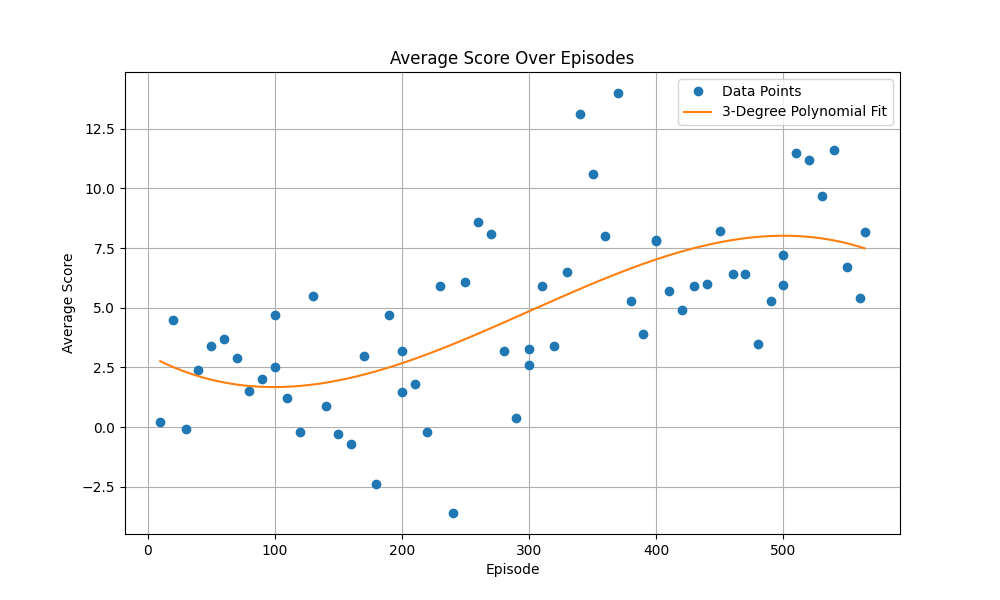 Average Score Over Episodes
Data Points
3-Degree Polynomial Fit
12.5
10.0
7.5
5.0
2.5
0.0
−2.5
Average Score
0 100 200 300 400 500
Episode